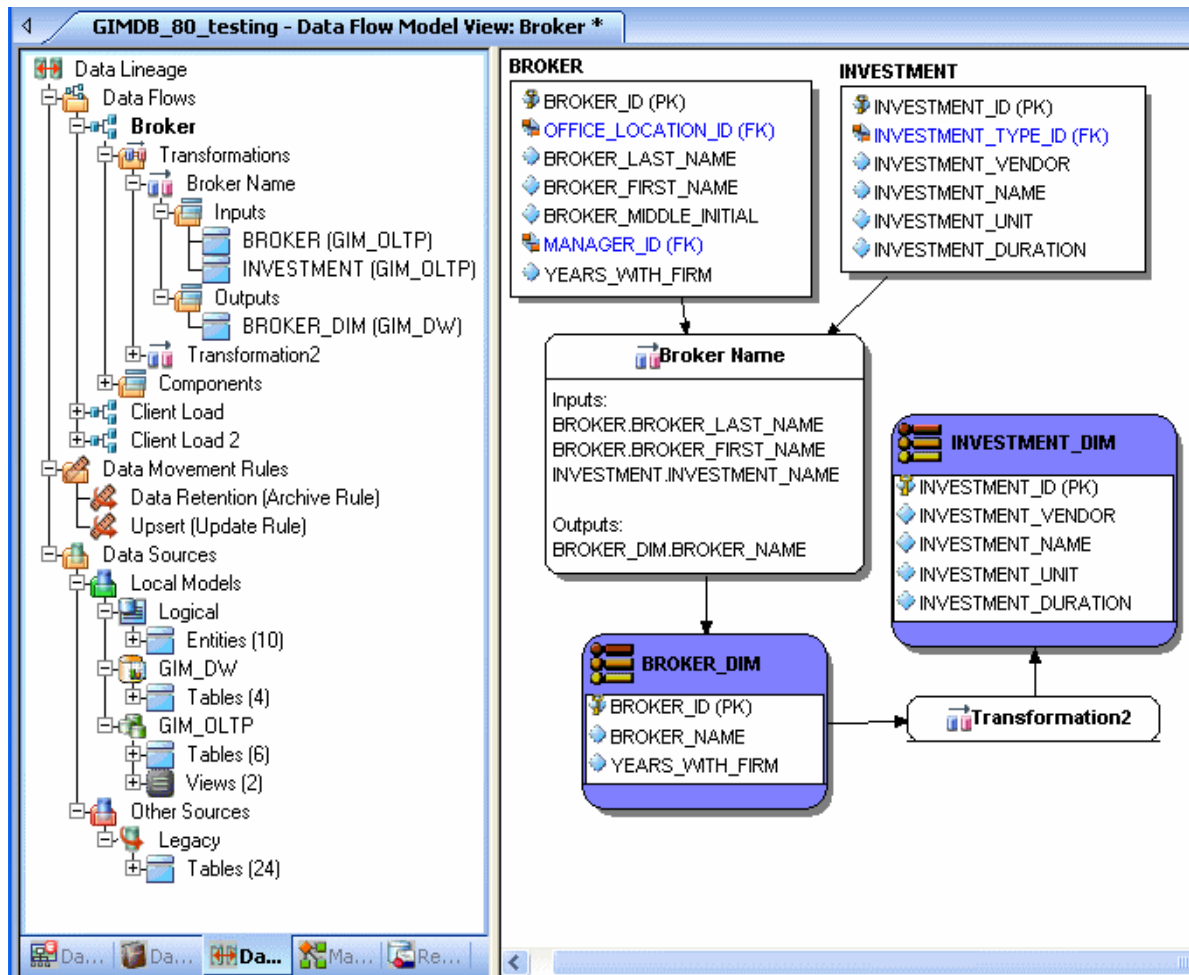 GIMDB_80_testing - Data Flow Model View: Broker *
Data Lineage
Data Flows
Broker
Transformations
Broker Name
Inputs
BROKER (GIM_OLTP)
INVESTMENT (GIM_OLTP)
Outputs
BROKER_DIM (GIM_DW)
Transformation2
Components
Client Load
Client Load 2
Data Movement Rules
Data Retention (Archive Rule)
Upsert (Update Rule)
Data Sources
Local Models
Logical
Entities (10)
GIM_DW
Tables (4)
GIM_OLTP
Tables (6)
Views (2)
Other Sources
Legacy
Tables (24)
Da... Da... Da... Ma... Re...
BROKER
BROKER_ID (PK)
OFFICE_LOCATION_ID (FK)
BROKER_LAST_NAME
BROKER_FIRST_NAME
BROKER_MIDDLE_INITIAL
MANAGER_ID (FK)
YEARS_WITH_FIRM
INVESTMENT
INVESTMENT_ID (PK)
INVESTMENT_TYPE_ID (FK)
INVESTMENT_VENDOR
INVESTMENT_NAME
INVESTMENT_UNIT
INVESTMENT_DURATION
Broker Name
Inputs:
BROKER.BROKER_LAST_NAME
BROKER.BROKER_FIRST_NAME
INVESTMENT.INVESTMENT_NAME
Outputs:
BROKER_DIM.BROKER_NAME
INVESTMENT_DIM
INVESTMENT_ID (PK)
INVESTMENT_VENDOR
INVESTMENT_NAME
INVESTMENT_UNIT
INVESTMENT_DURATION
BROKER_DIM
BROKER_ID (PK)
BROKER_NAME
YEARS_WITH_FIRM
Transformation2